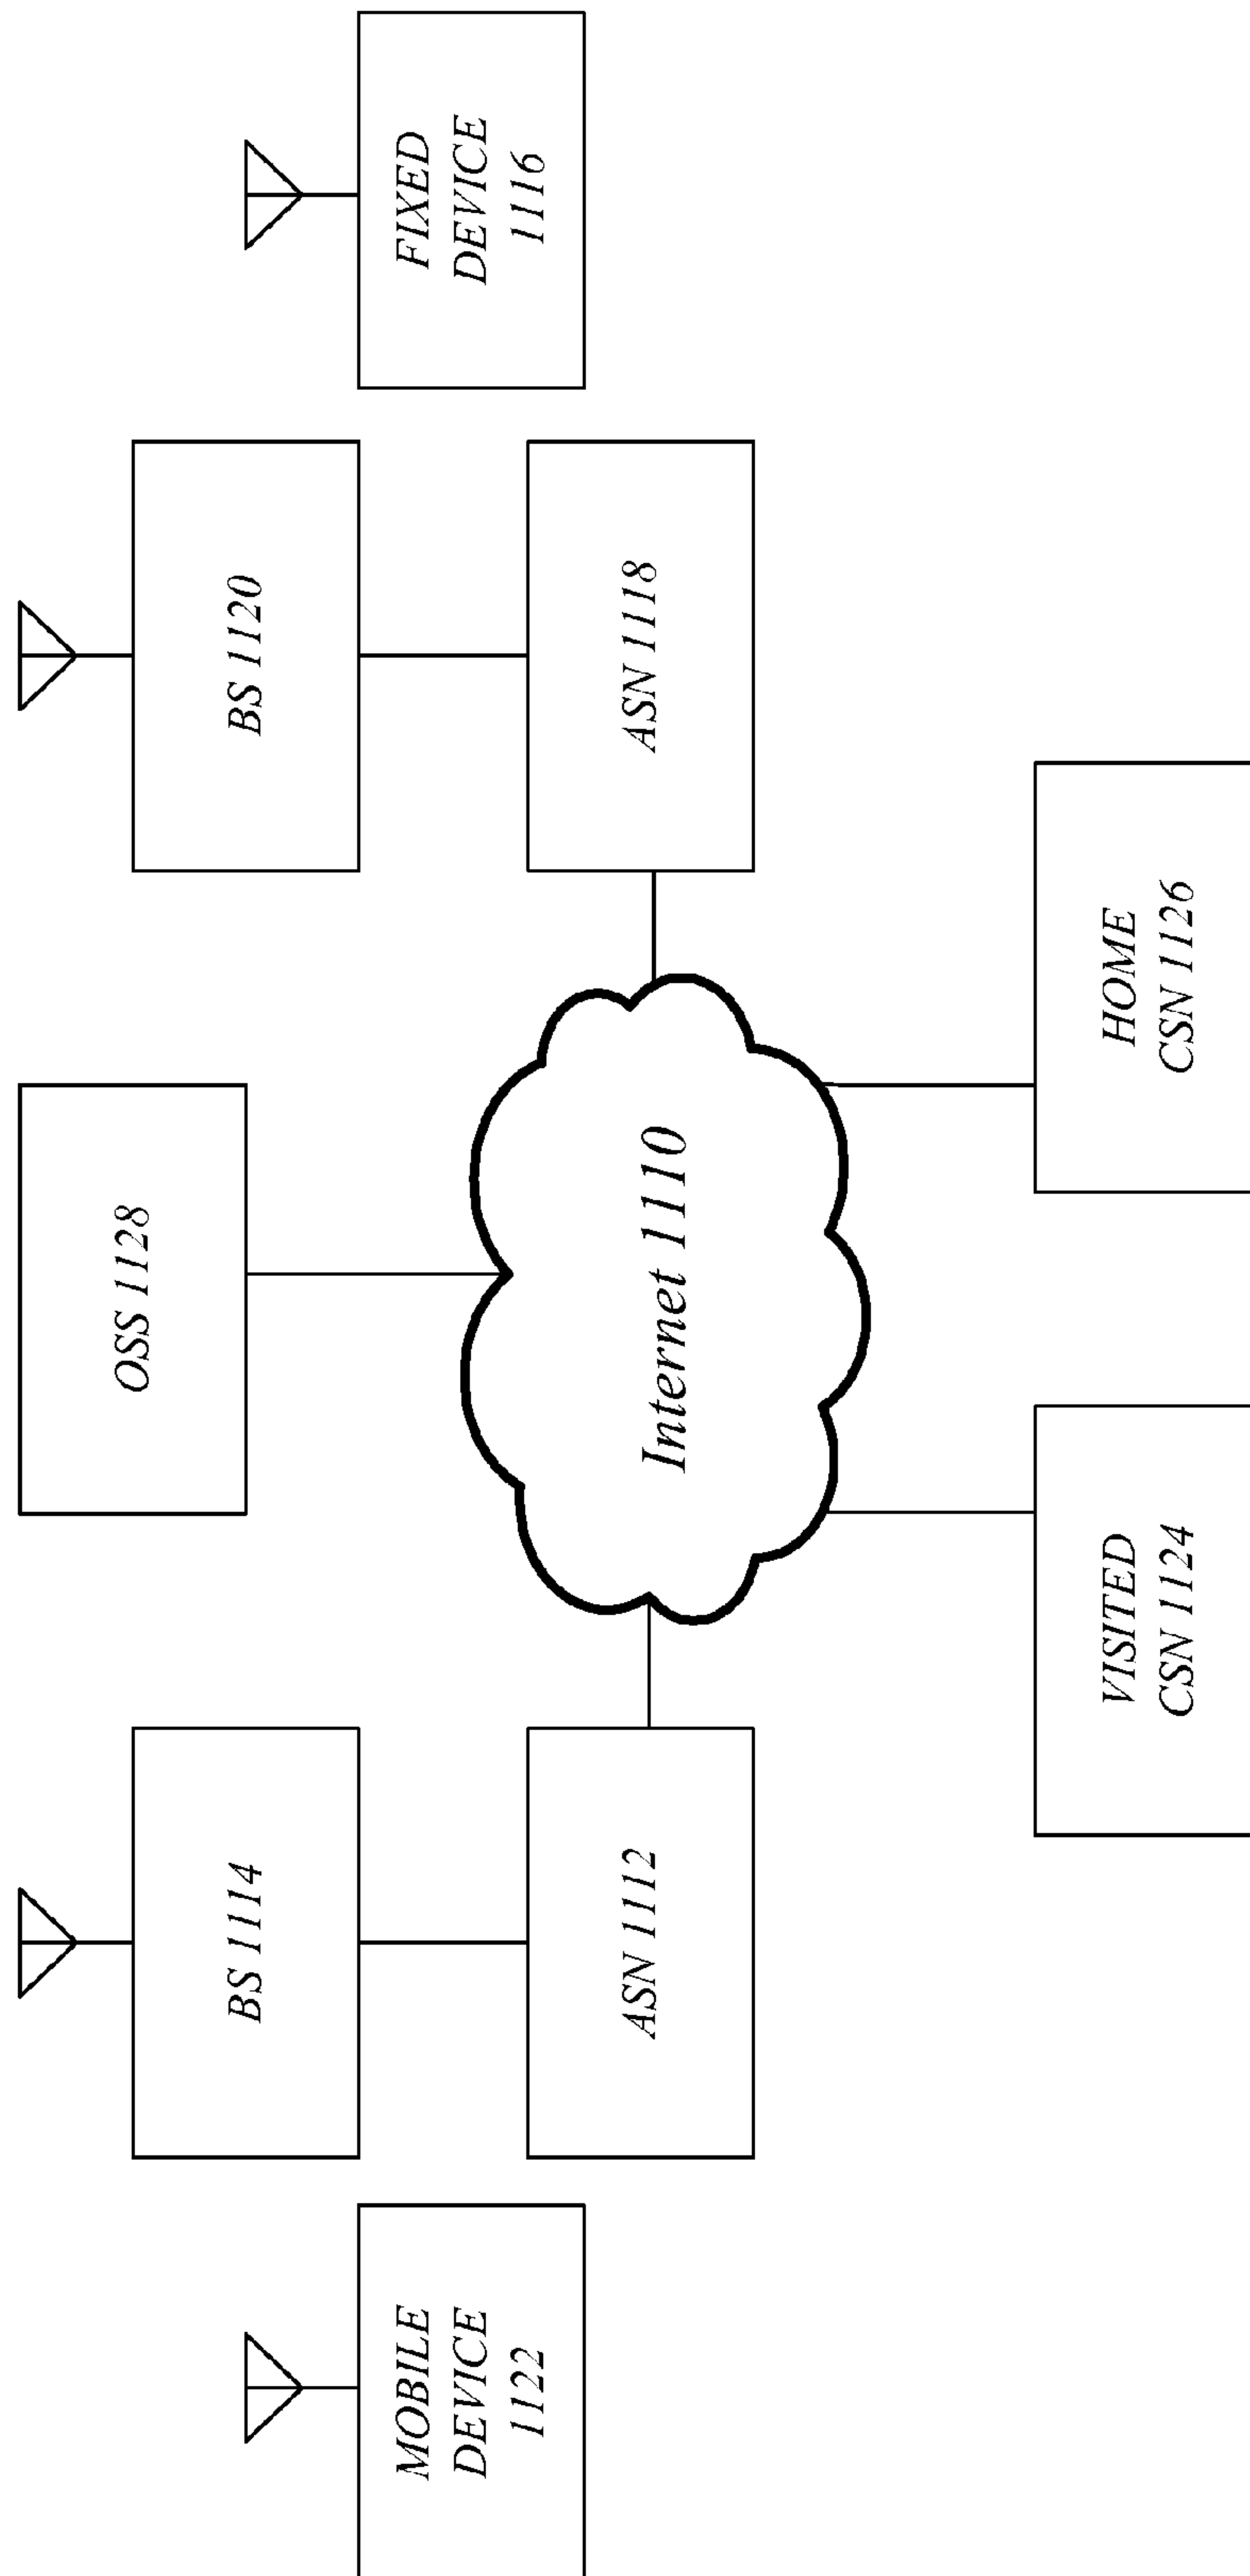 MOBILE
DEVICE
1122
BS 1114
ASN 1112
OSS 1128
Internet 1110
VISITED
CSN 1124
HOME
CSN 1126
BS 1120
ASN 1118
FIXED
DEVICE
1116